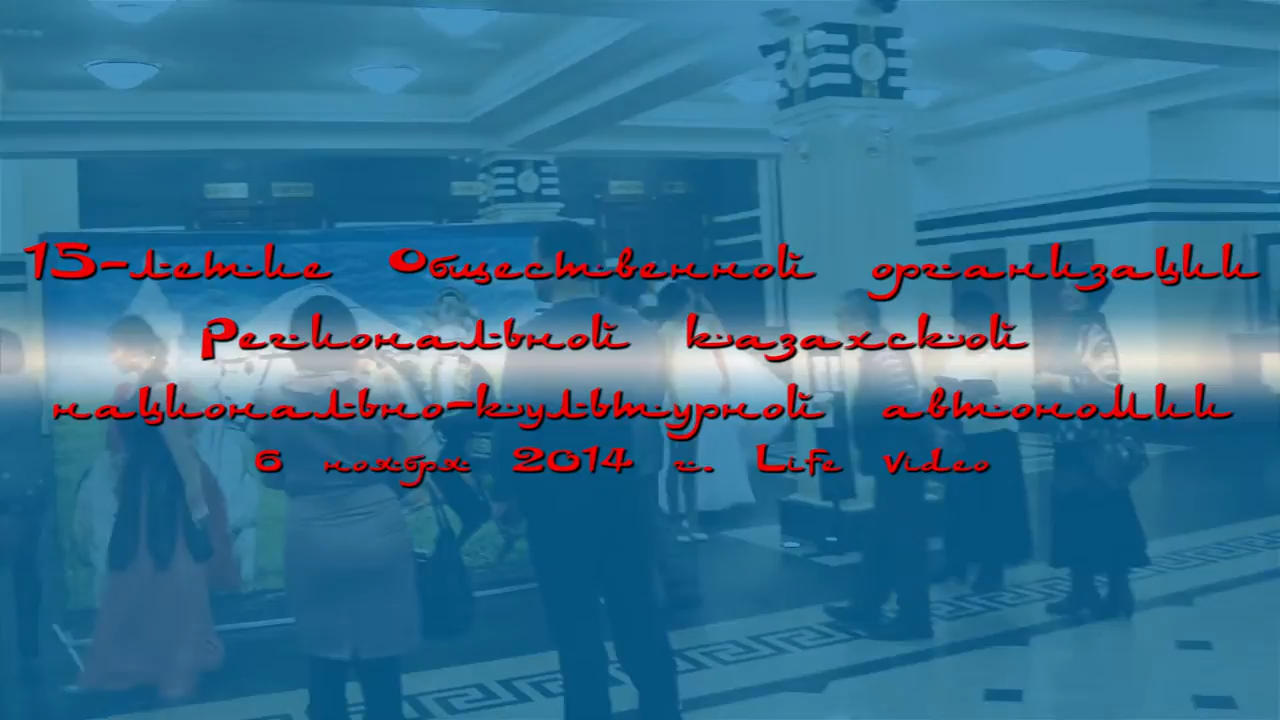 15-летие Общественной организации
Региональной казахской
национально-культурной автономии
6 ноября 2014 г. Life video